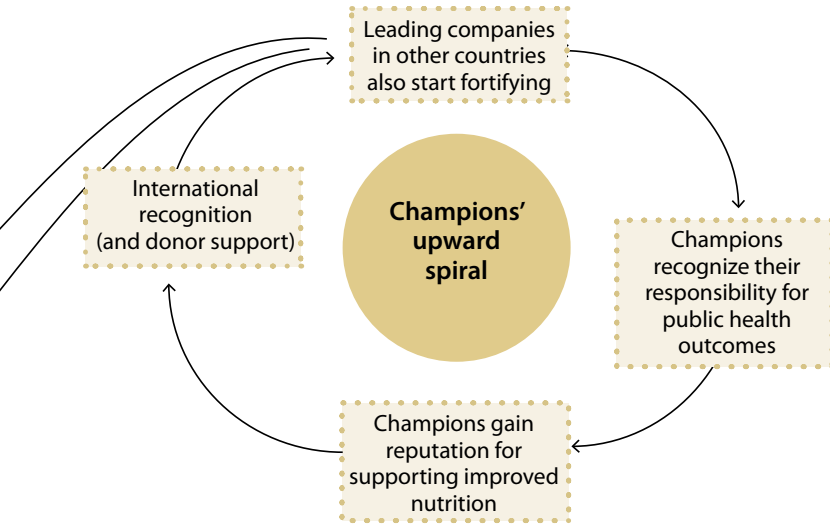 Leading companies
in other countries
also start fortifying
International
recognition
(and donor support)
Champions’
upward
spiral
Champions
recognize their
responsibility for
public health
outcomes
Champions gain
reputation for
supporting improved
nutrition